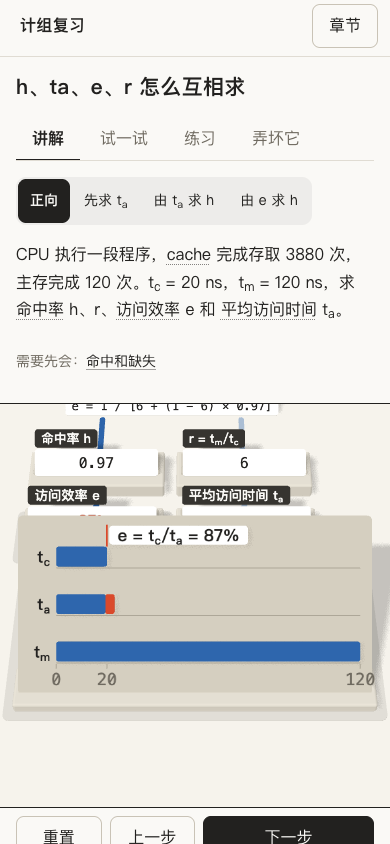 计组复习
章节
h、ta、e、r 怎么互相求
讲解 试一试 练习 弄坏它
正向 先求 ta 由 ta 求 h 由 e 求 h
CPU 执行一段程序，cache 完成存取 3880 次，
主存完成 120 次。tc = 20 ns，tm = 120 ns，求
命中率 h、r、访问效率 e 和 平均访问时间 ta。
需要先会：命中和缺失
e = 1 / [6 + (1 − 6) × 0.97]
命中率 h
r = tm/tc
0.97
6
访问效率 e
平均访问时间 ta
e = tc/ta = 87%
tc
ta
tm
0 20 120
重置 上一步 下一步